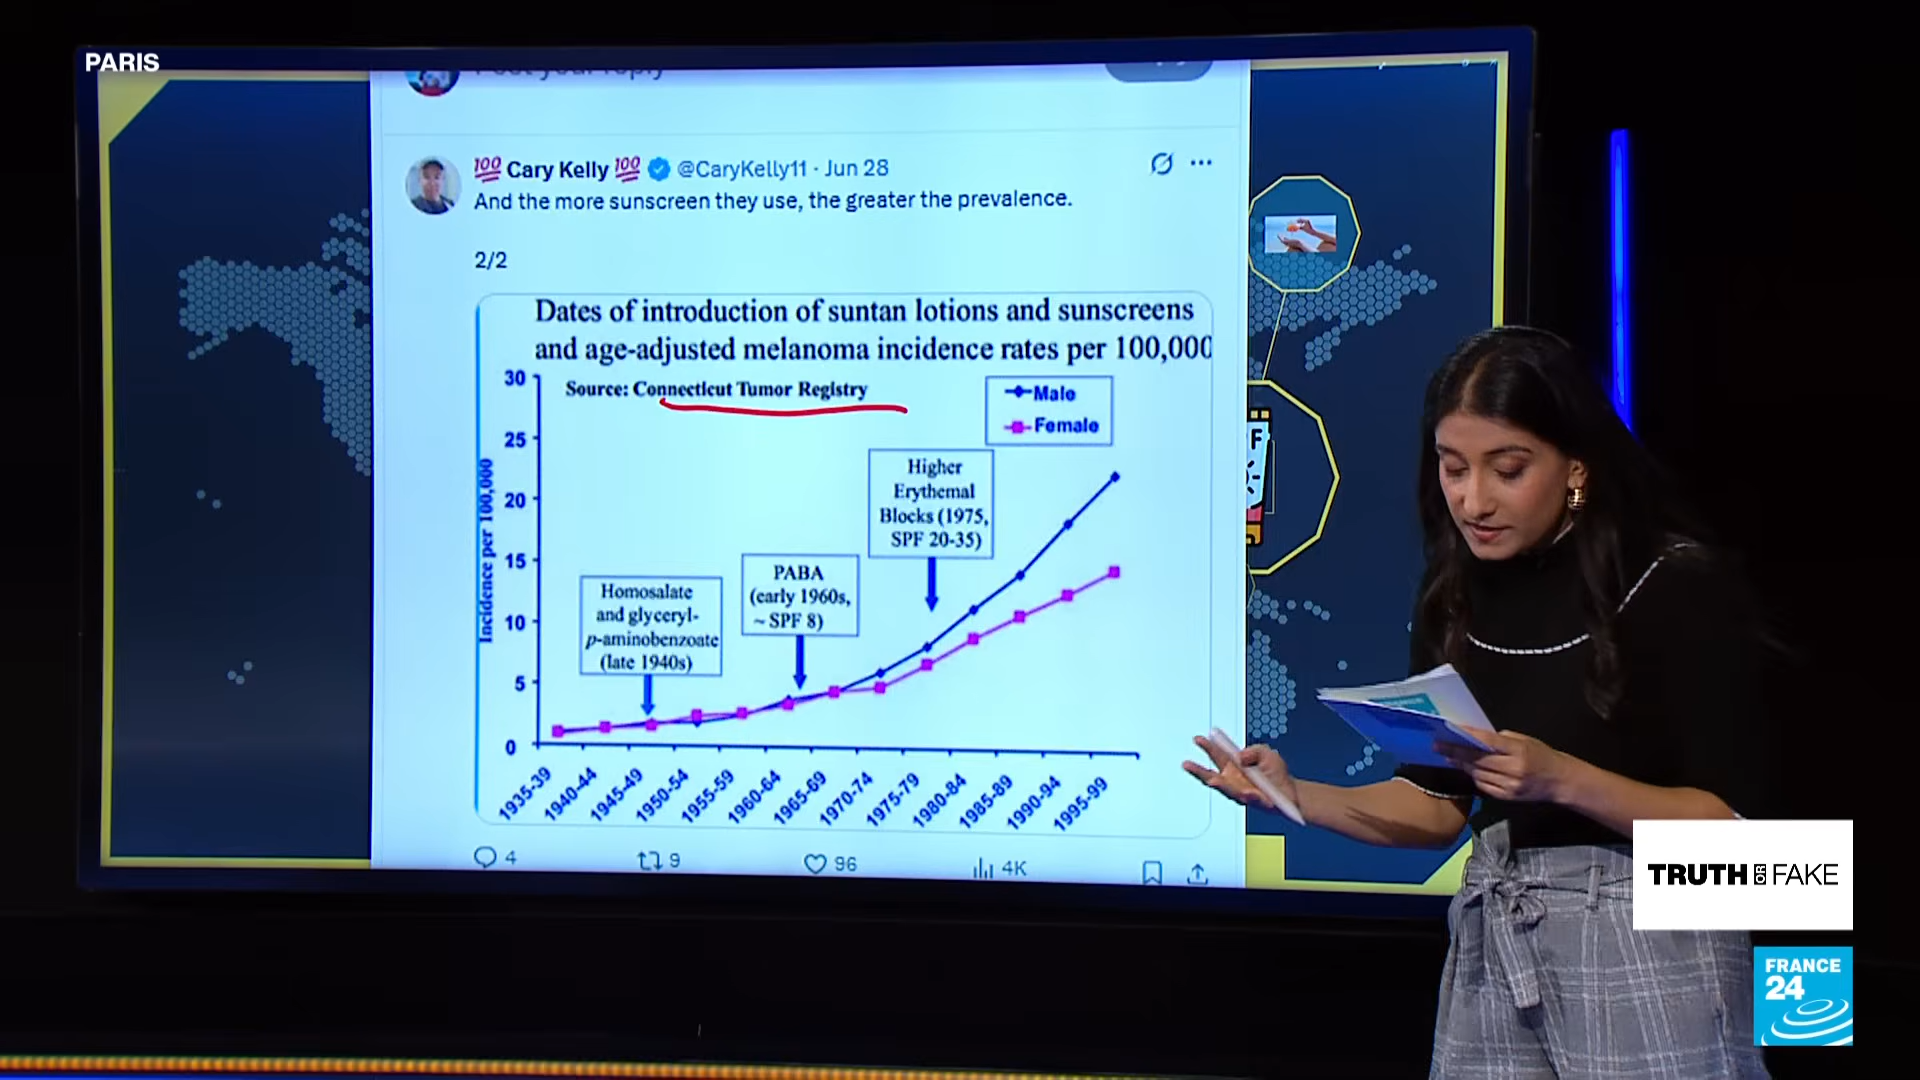 PARIS
Post your reply
💯 Cary Kelly 💯 @CaryKelly11 · Jun 28
And the more sunscreen they use, the greater the prevalence.
2/2
Dates of introduction of suntan lotions and sunscreens
and age-adjusted melanoma incidence rates per 100,000
Source: Connecticut Tumor Registry
Male
Female
Incidence per 100,000
30
25
20
15
10
5
0
Higher
Erythemal
Blocks (1975,
SPF 20-35)
PABA
(early 1960s,
~ SPF 8)
Homosalate
and glyceryl-
p-aminobenzoate
(late 1940s)
1935-39
1940-44
1945-49
1950-54
1955-59
1960-64
1965-69
1970-74
1975-79
1980-84
1985-89
1990-94
1995-99
4
9
96
4K
F
TRUTH OR FAKE
FRANCE
24